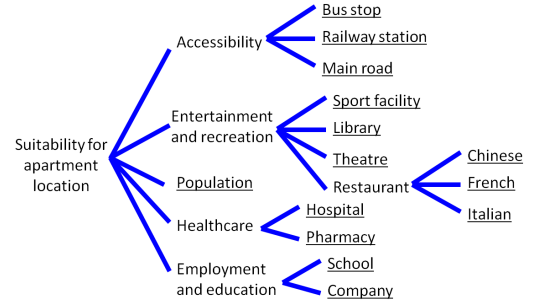 Suitability for
apartment
location
Accessibility
Bus stop
Railway station
Main road
Entertainment
and recreation
Sport facility
Library
Theatre
Restaurant
Chinese
French
Italian
Population
Healthcare
Hospital
Pharmacy
Employment
and education
School
Company